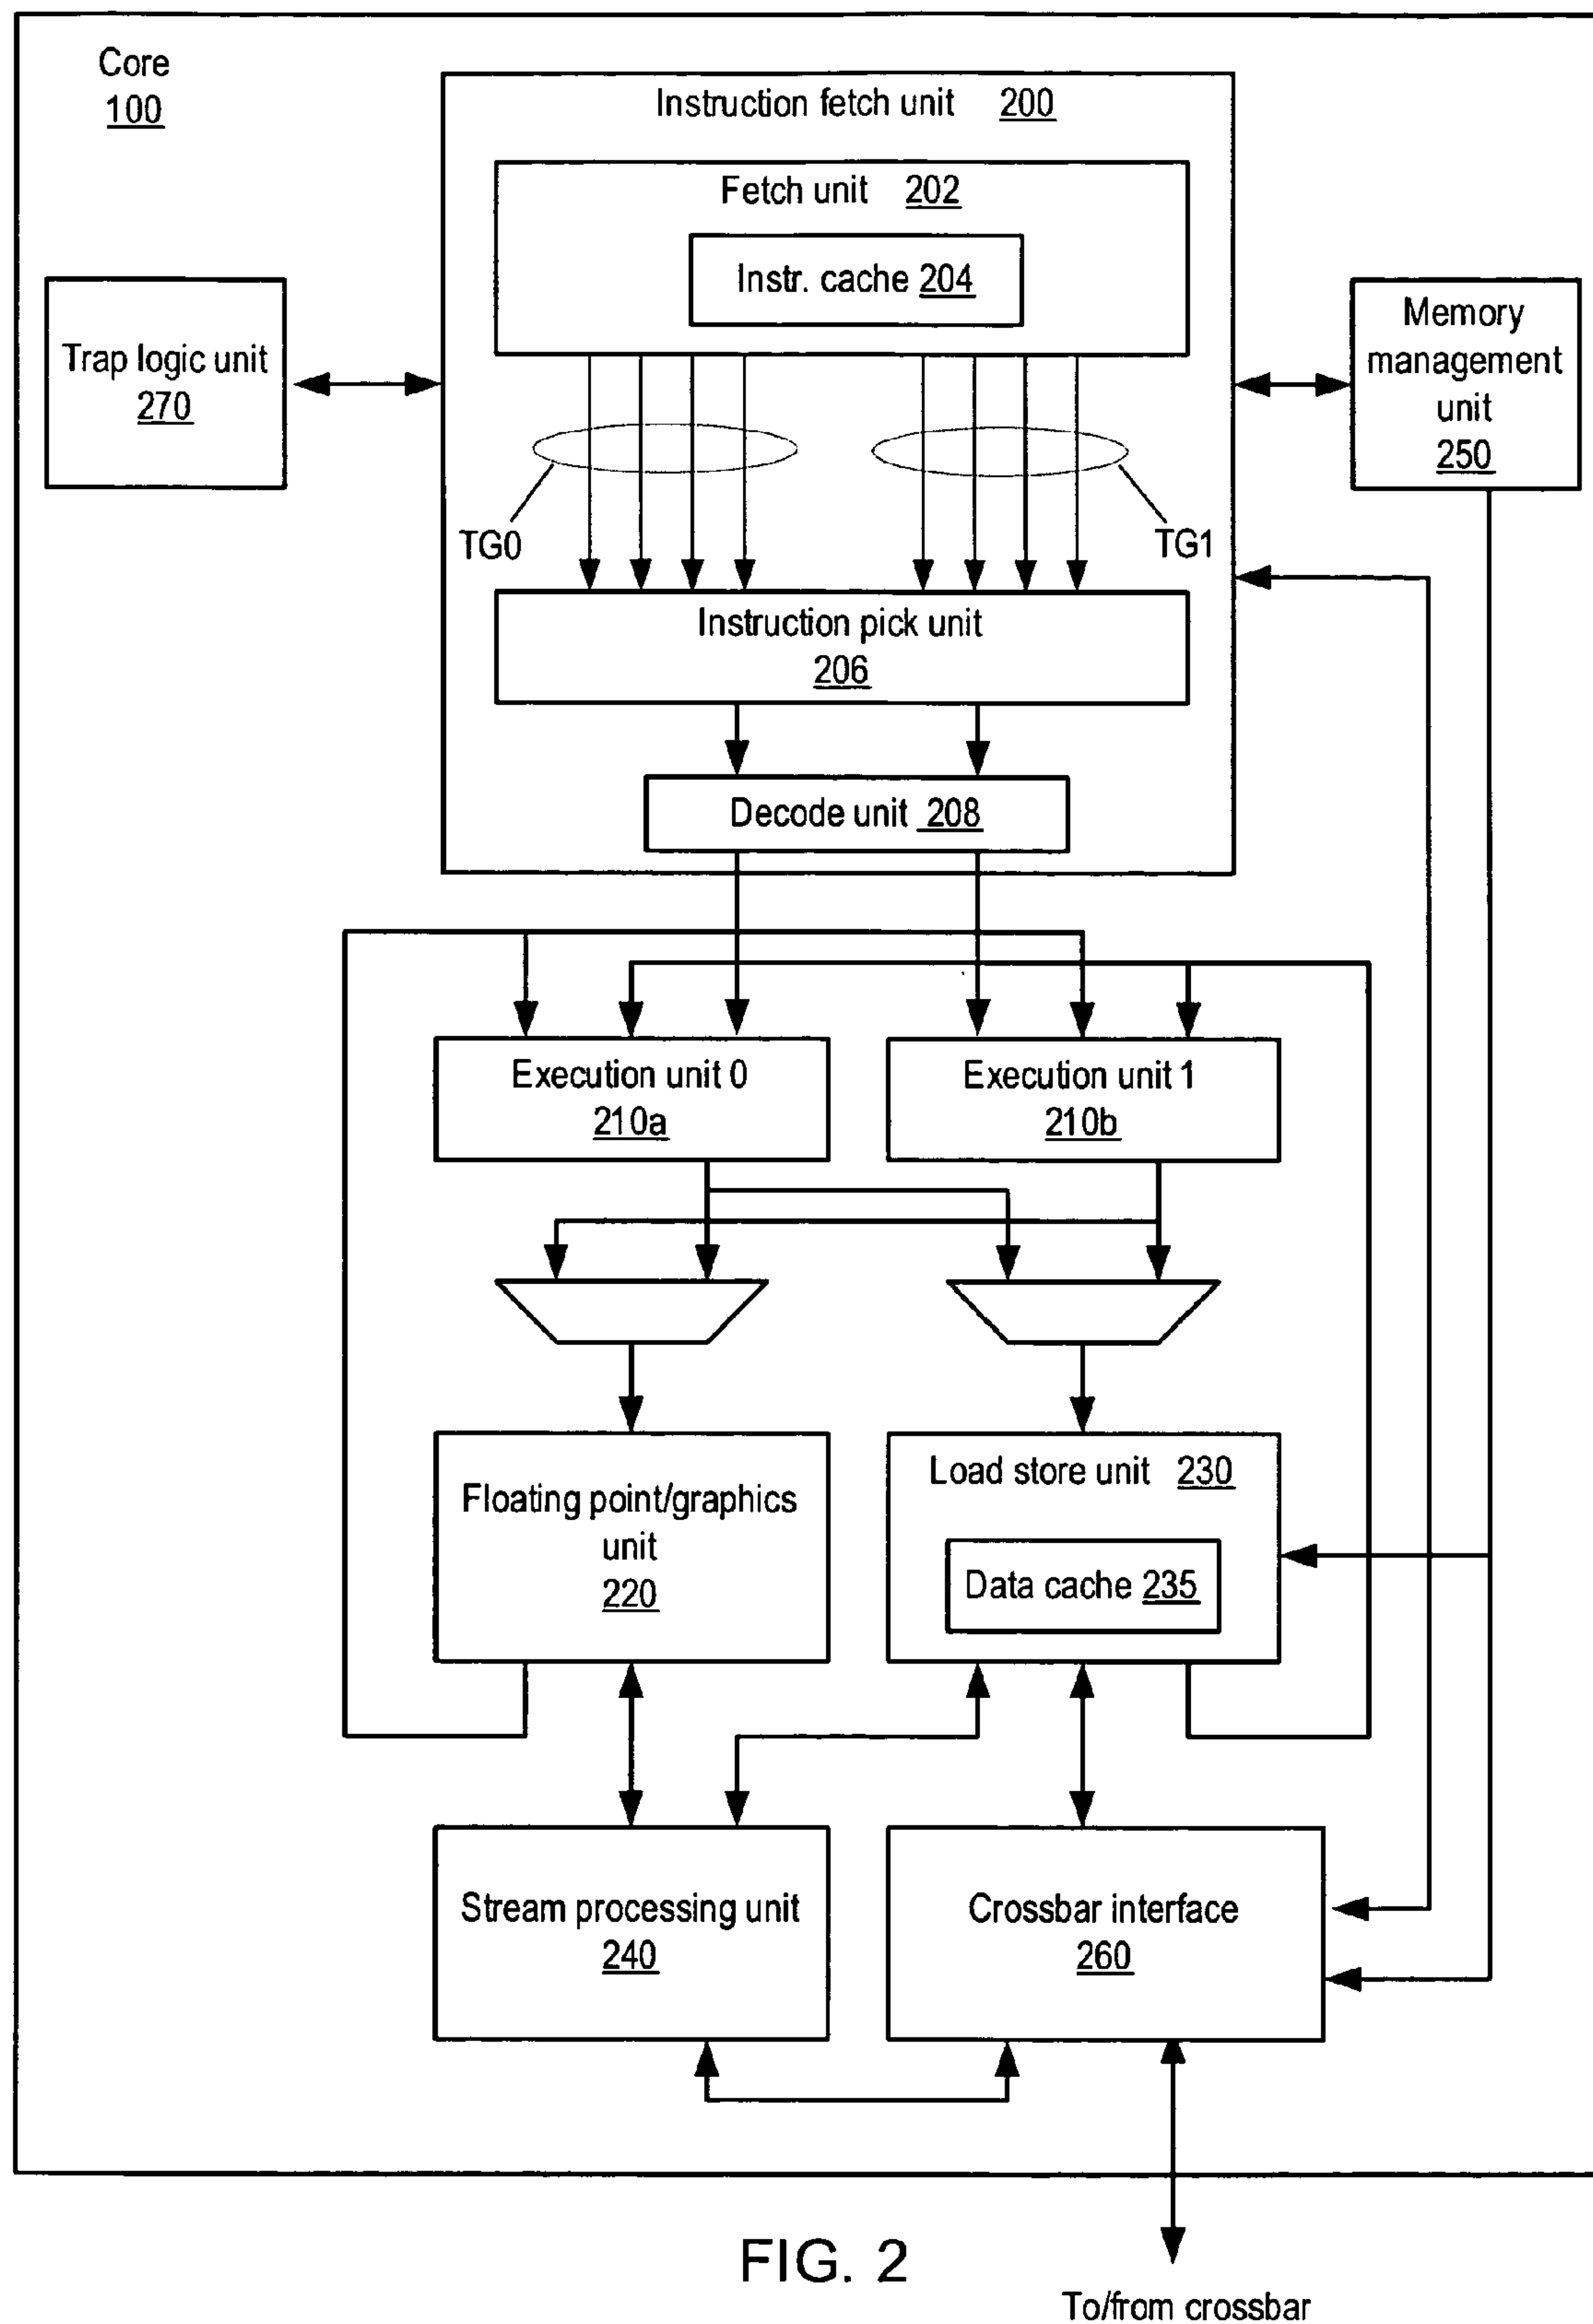 Core
100
Instruction fetch unit 200
Fetch unit 202
Instr. cache 204
Trap logic unit
270
Memory
management
unit
250
TG0
TG1
Instruction pick unit
206
Decode unit 208
Execution unit 0
210a
Execution unit 1
210b
Floating point/graphics
unit
220
Load store unit 230
Data cache 235
Stream processing unit
240
Crossbar interface
260
FIG. 2
To/from crossbar